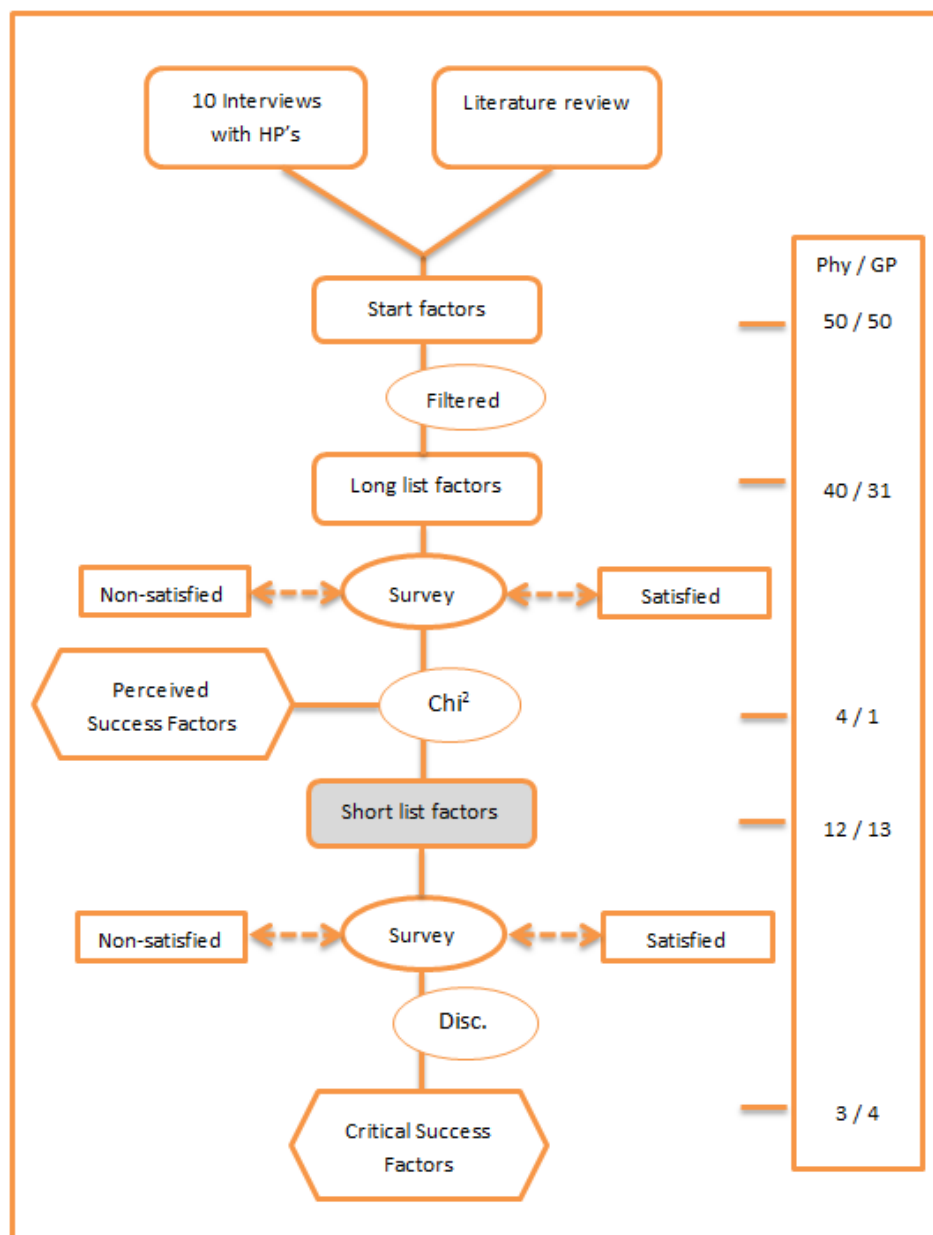 10 Interviews
with HP's
Literature review
Phy / GP
Start factors
50 / 50
Filtered
Long list factors
40 / 31
Non-satisfied
Survey
Satisfied
Perceived
Success Factors
Chi²
4 / 1
Short list factors
12 / 13
Non-satisfied
Survey
Satisfied
Disc.
Critical Success
Factors
3 / 4